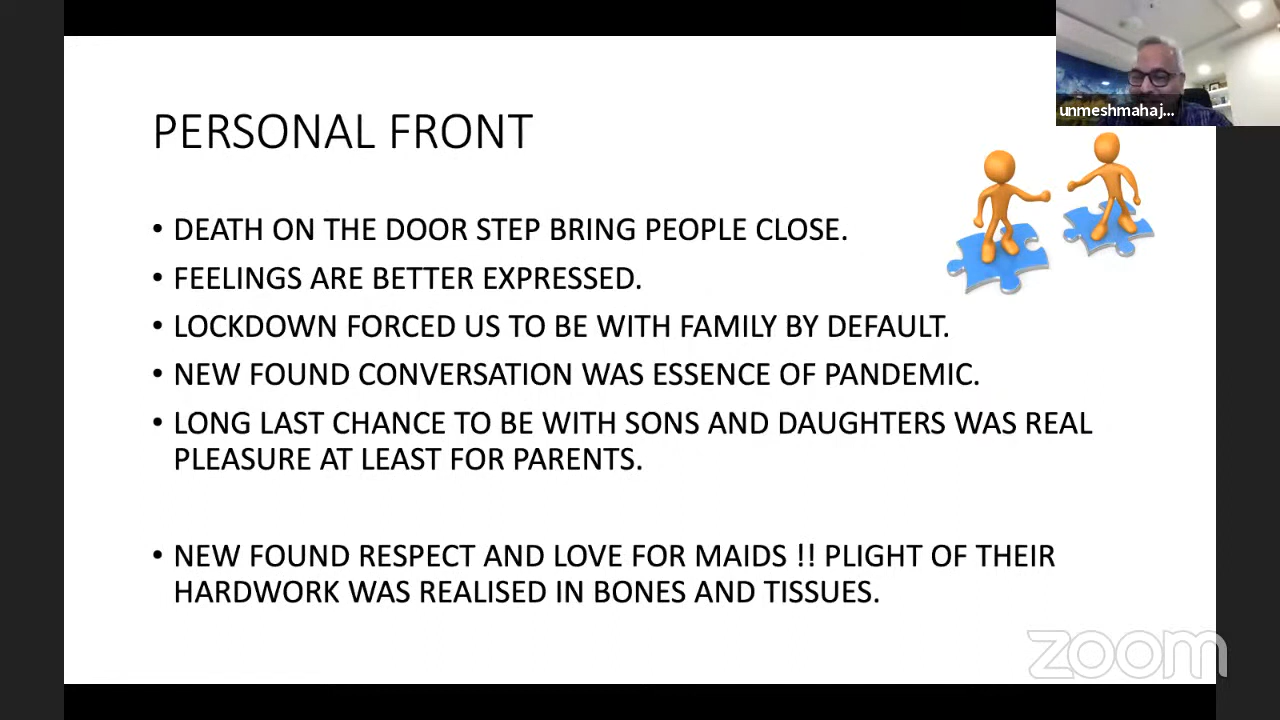 unmeshmahaj...
PERSONAL FRONT
• DEATH ON THE DOOR STEP BRING PEOPLE CLOSE.
• FEELINGS ARE BETTER EXPRESSED.
• LOCKDOWN FORCED US TO BE WITH FAMILY BY DEFAULT.
• NEW FOUND CONVERSATION WAS ESSENCE OF PANDEMIC.
• LONG LAST CHANCE TO BE WITH SONS AND DAUGHTERS WAS REAL
PLEASURE AT LEAST FOR PARENTS.
• NEW FOUND RESPECT AND LOVE FOR MAIDS !! PLIGHT OF THEIR
HARDWORK WAS REALISED IN BONES AND TISSUES.
zoom